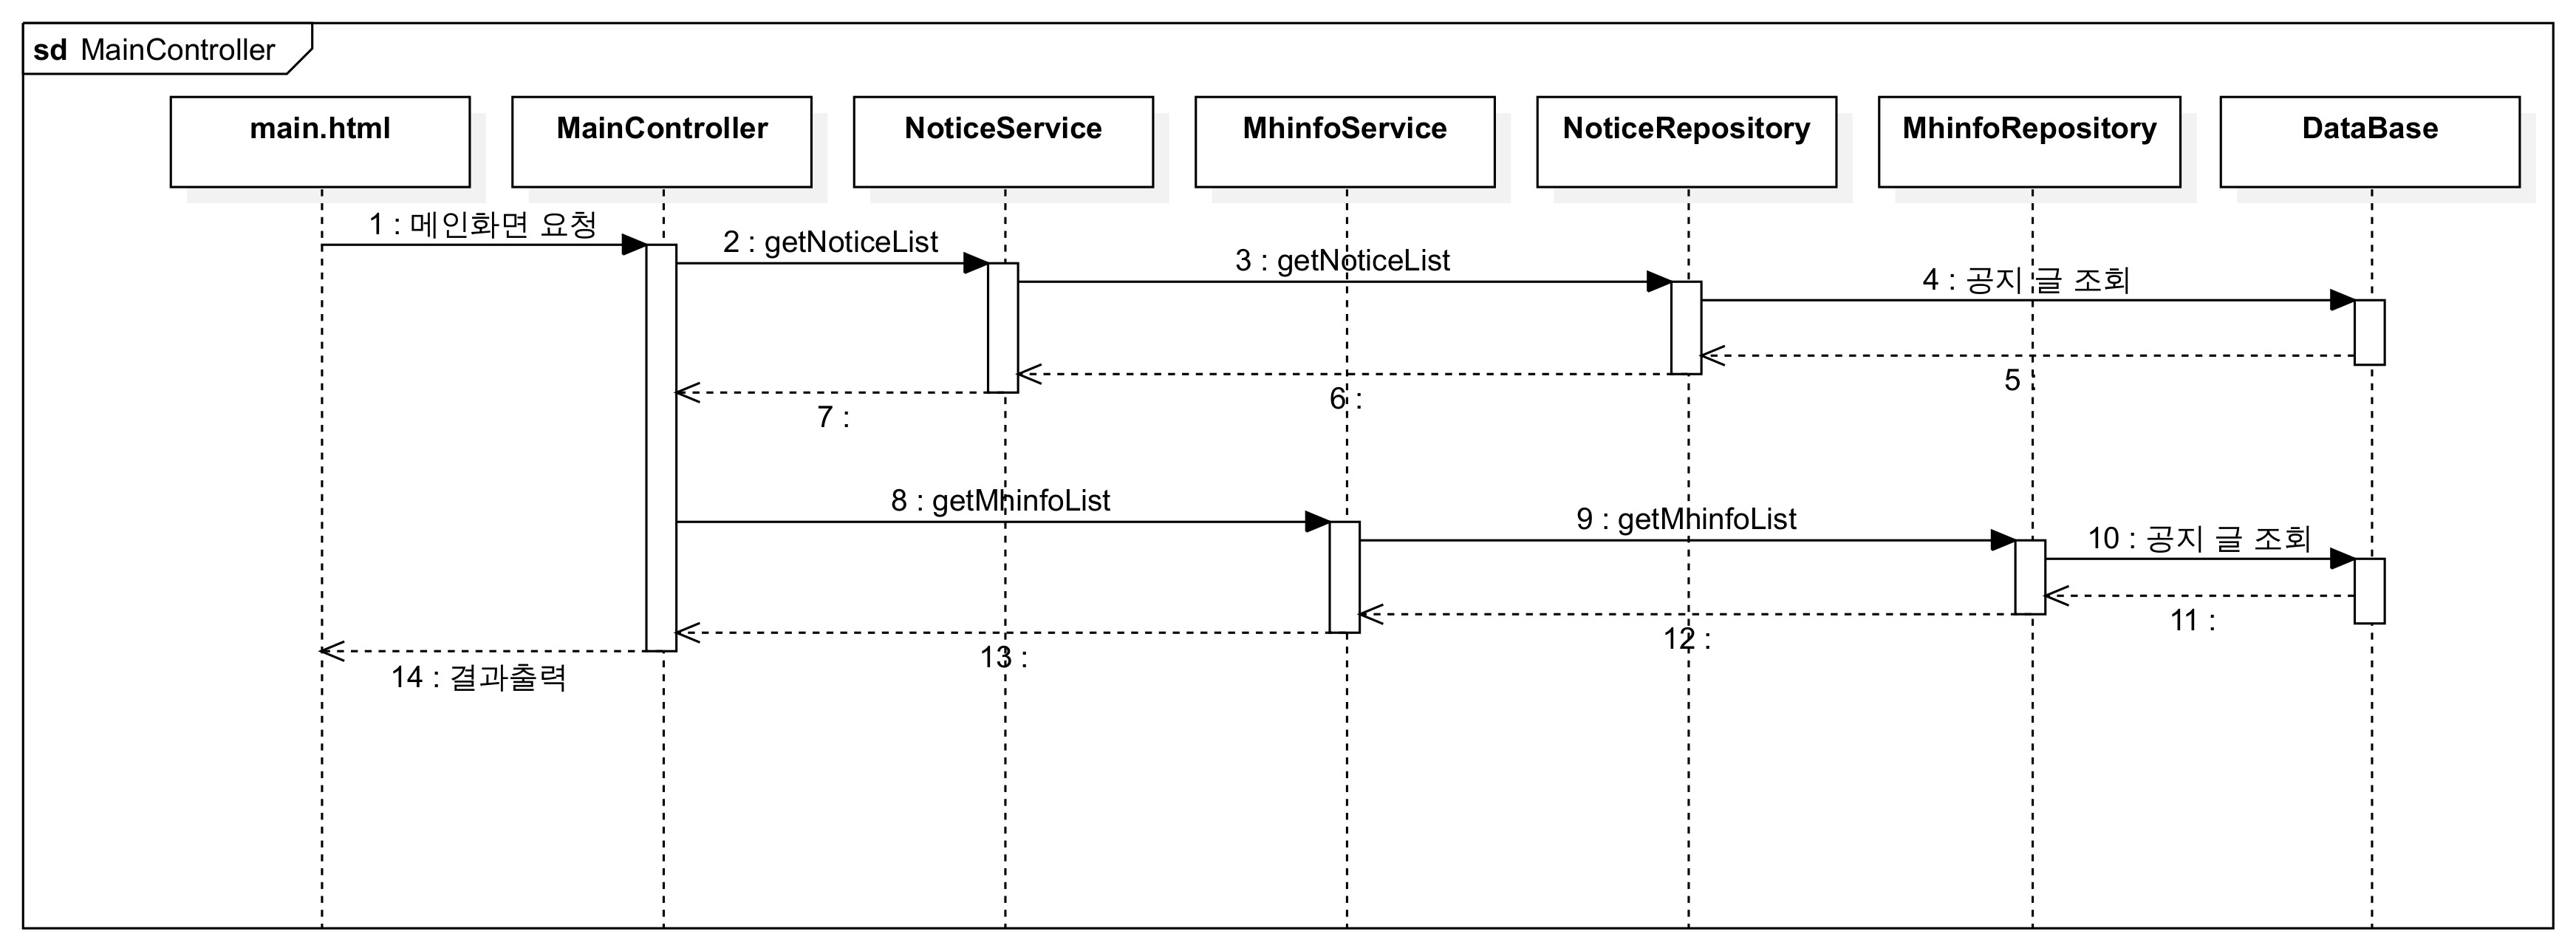 sd MainController
main.html
MainController
NoticeService
MhinfoService
NoticeRepository
MhinfoRepository
DataBase
1 : 메인화면 요청
2 : getNoticeList
3 : getNoticeList
4 : 공지 글 조회
5 :
6 :
7 :
8 : getMhinfoList
9 : getMhinfoList
10 : 공지 글 조회
11 :
12 :
13 :
14 : 결과출력